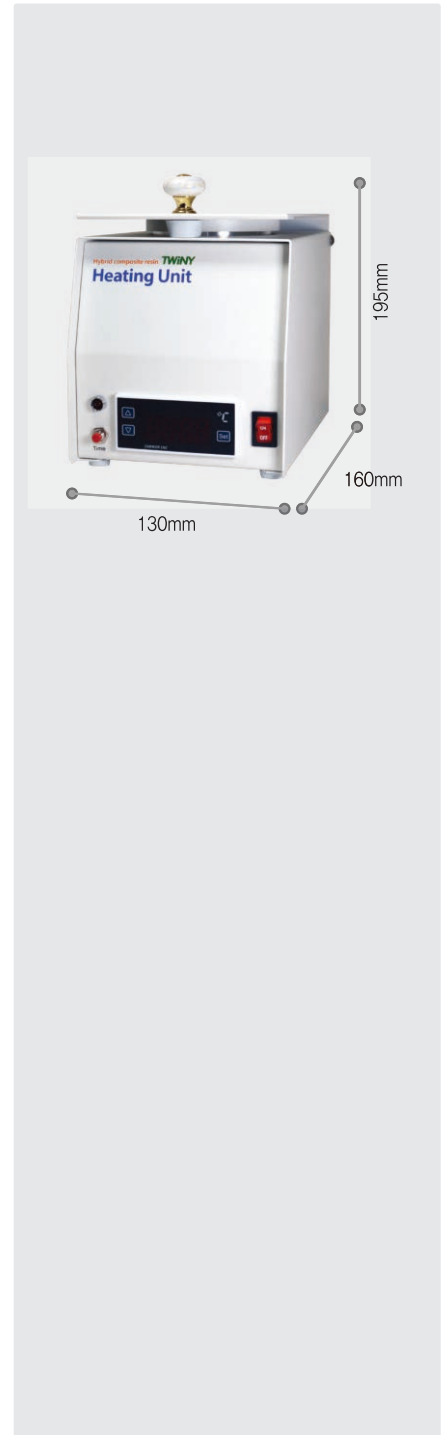 Hybrid composite resin TWiNY
Heating Unit
195mm
°C
Set
ON
OFF
Time
160mm
130mm